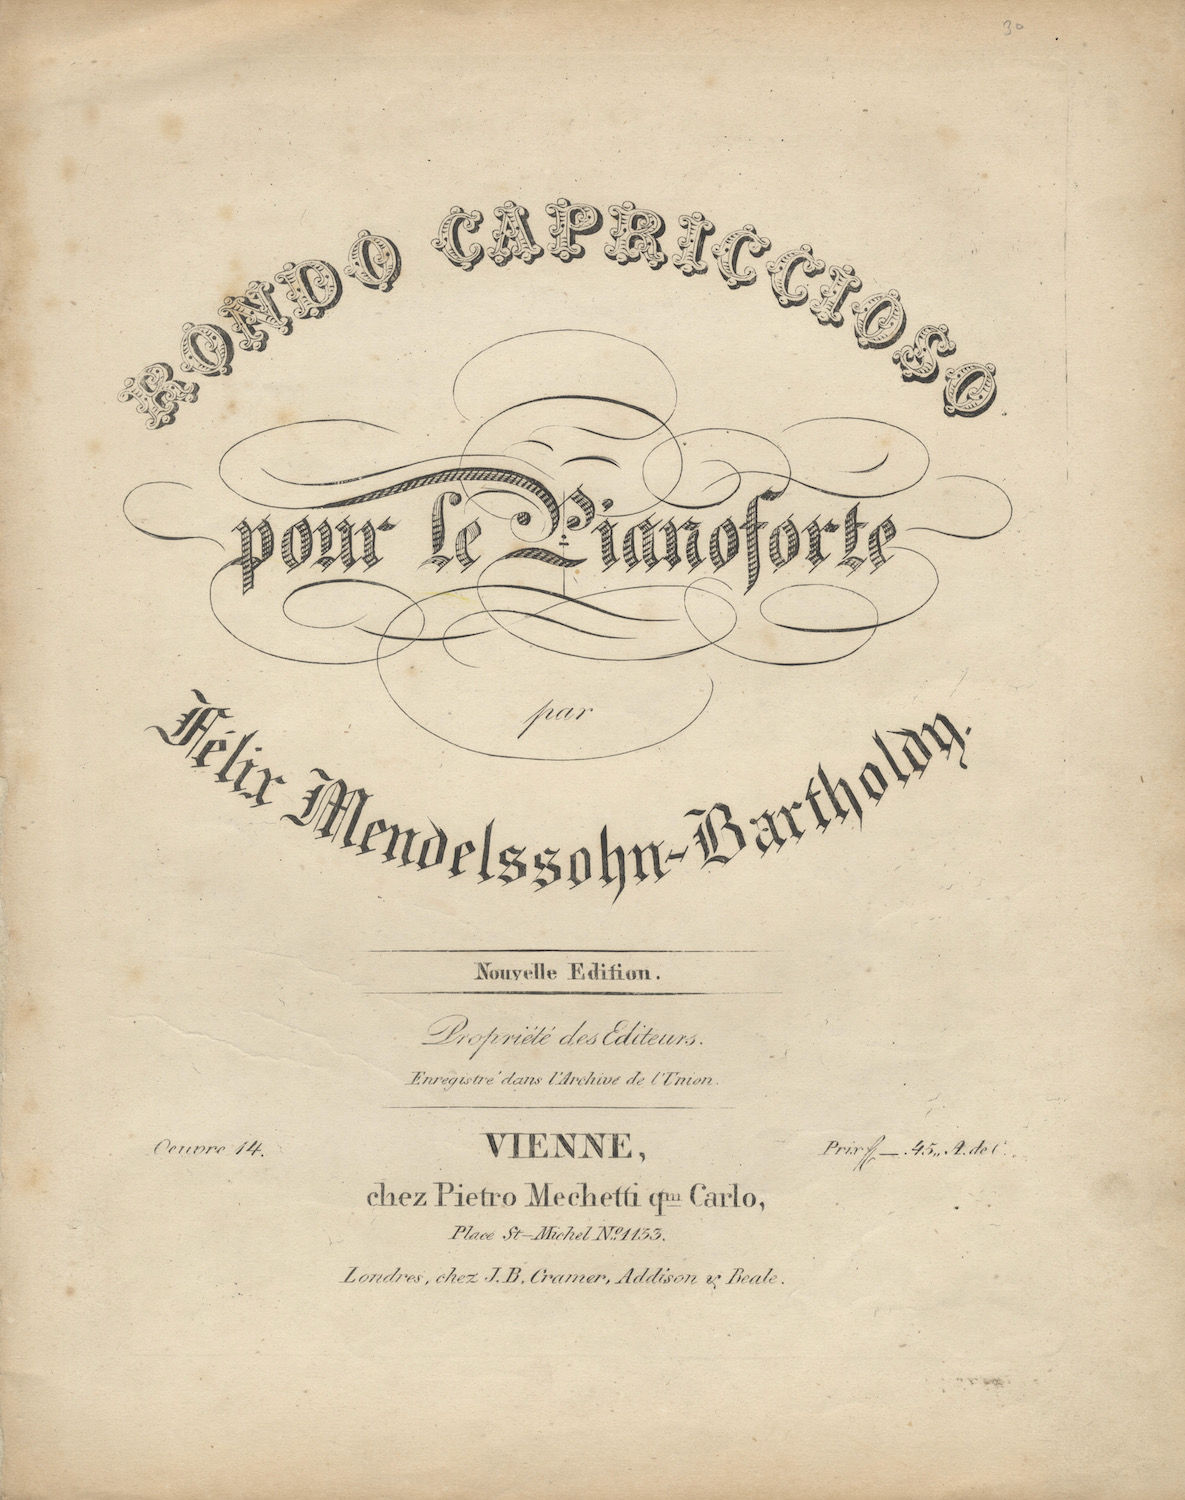 30
RONDO CAPRICCIOSO
pour le Pianoforte
par
Félix Mendelssohn-Bartholdy.
Nouvelle Edition.
Propriété des Editeurs.
Enregistré dans l'Archive de l'Union.
Oeuvre 14.
VIENNE,
Prix f_.45,, A. de C.
chez Pietro Mechetti qm Carlo,
Place St-Michel No. 1153.
Londres, chez J.B. Cramer, Addison & Beale.